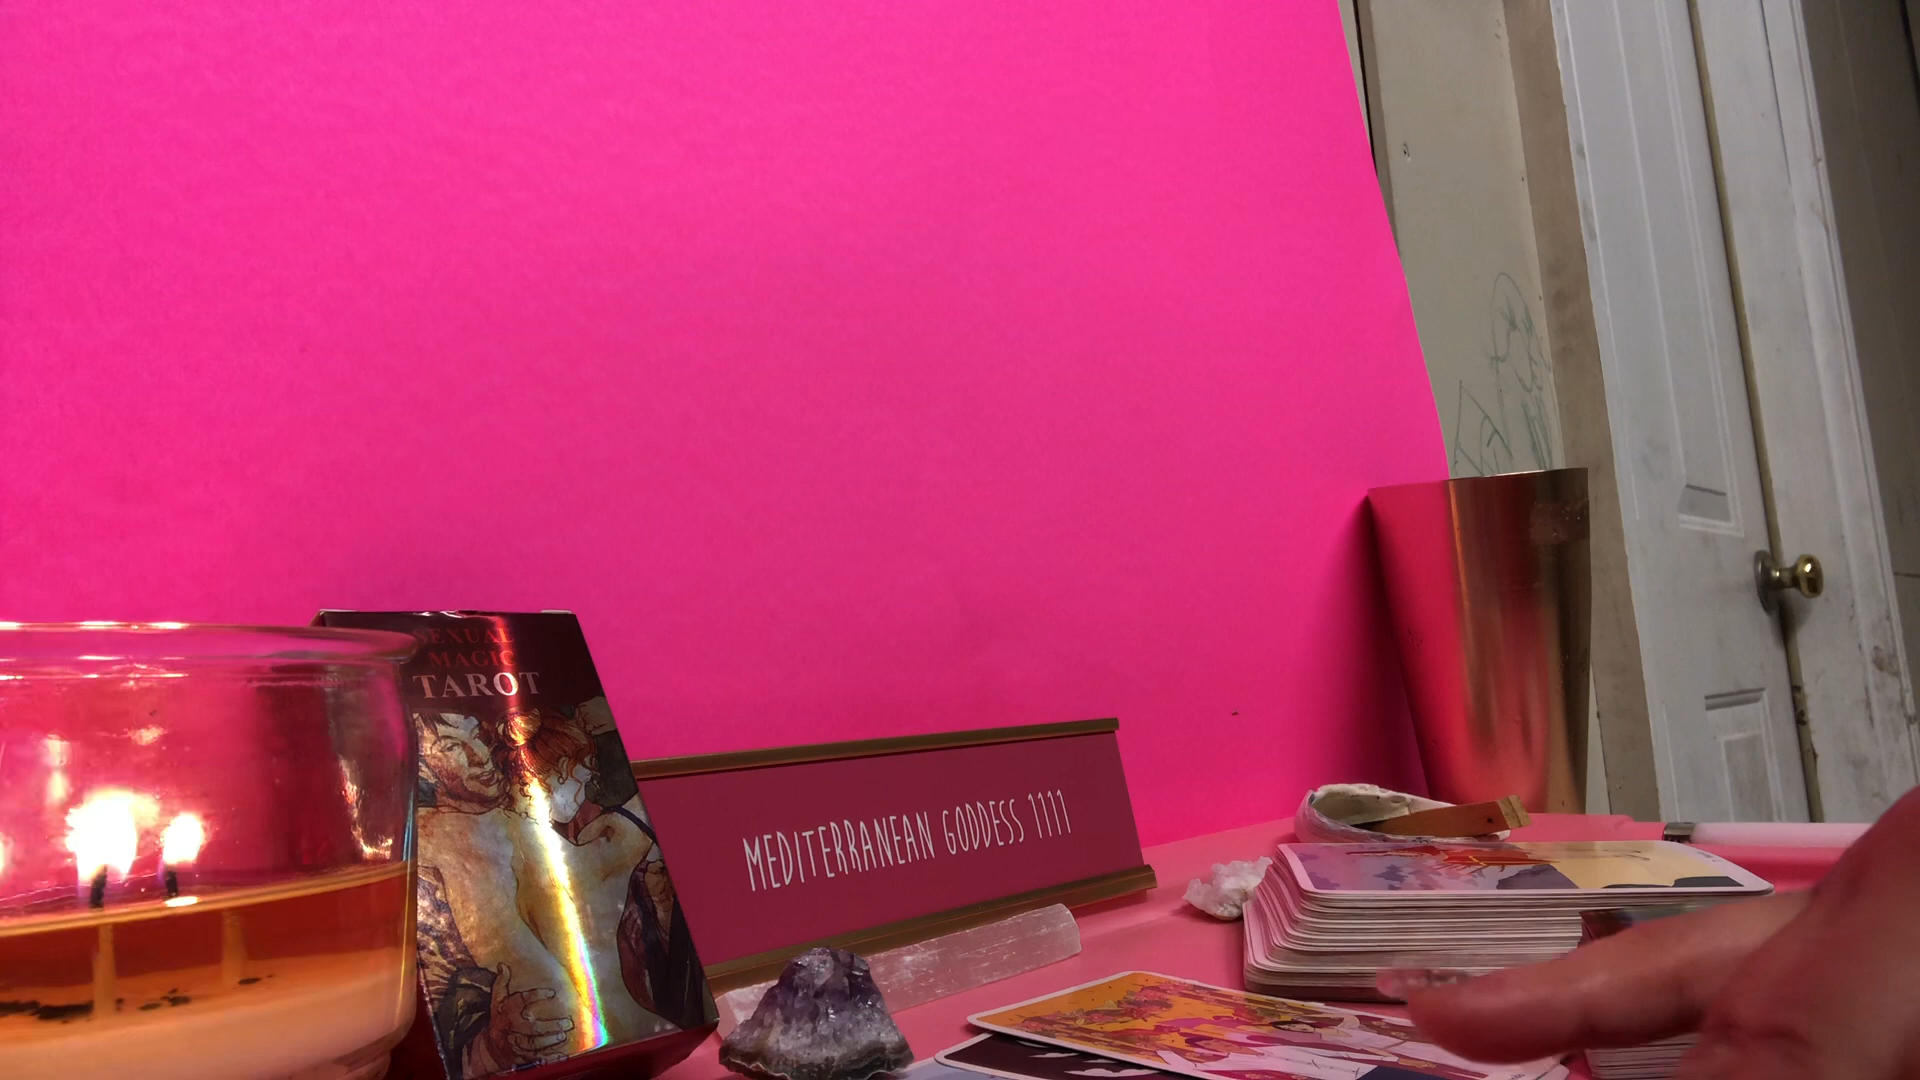 SEXUAL
MAGIC
TAROT
MEDITERRANEAN GODDESS 1111